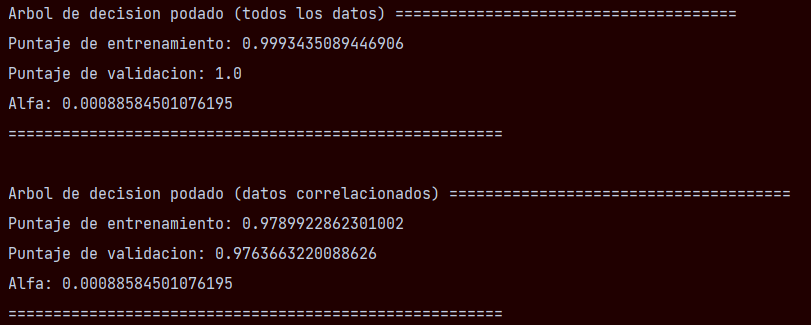 Arbol de decision podado (todos los datos) ======================================
Puntaje de entrenamiento: 0.9993435089446906
Puntaje de validacion: 1.0
Alfa: 0.00088584501076195
=======================================================
Arbol de decision podado (datos correlacionados) ======================================
Puntaje de entrenamiento: 0.9789922862301002
Puntaje de validacion: 0.9763663220088626
Alfa: 0.00088584501076195
=======================================================